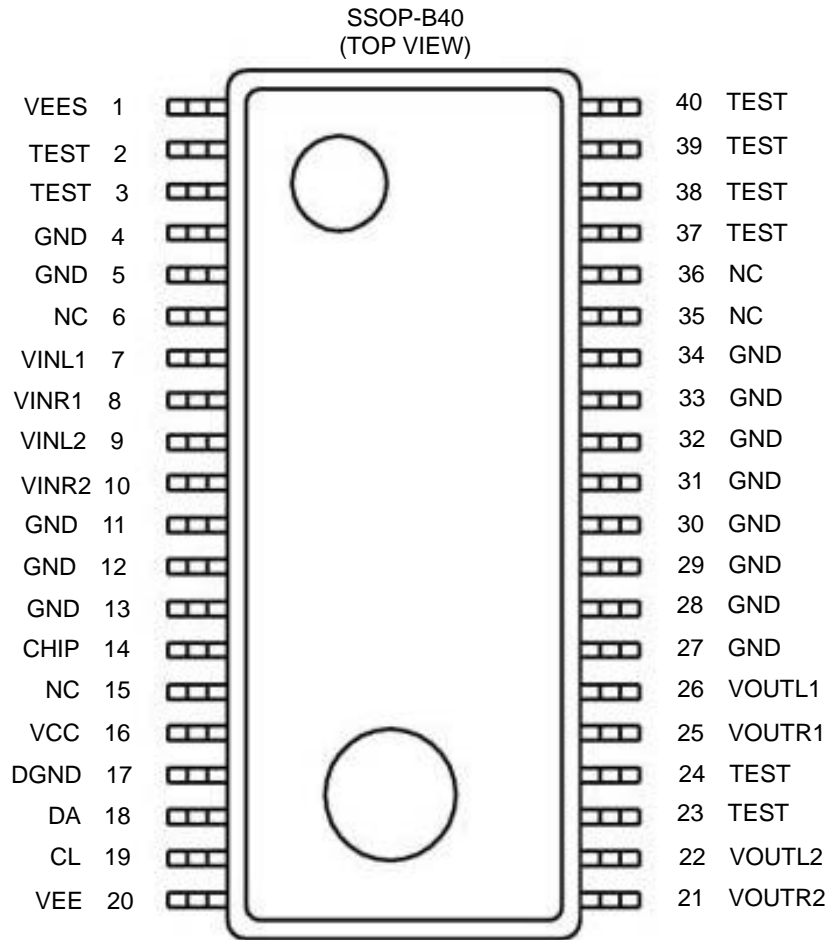 SSOP-B40
(TOP VIEW)
VEES 1 40 TEST
TEST 2 39 TEST
TEST 3 38 TEST
GND 4 37 TEST
GND 5 36 NC
NC 6 35 NC
VINL1 7 34 GND
VINR1 8 33 GND
VINL2 9 32 GND
VINR2 10 31 GND
GND 11 30 GND
GND 12 29 GND
GND 13 28 GND
CHIP 14 27 GND
NC 15 26 VOUTL1
VCC 16 25 VOUTR1
DGND 17 24 TEST
DA 18 23 TEST
CL 19 22 VOUTL2
VEE 20 21 VOUTR2